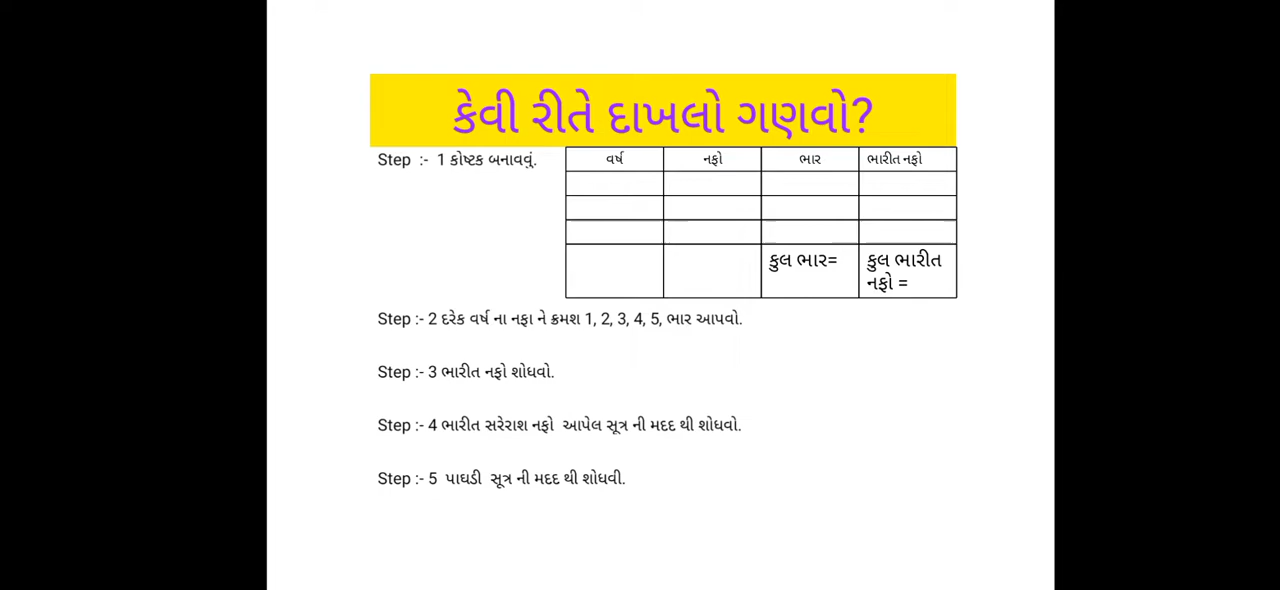 કેવી રીતે દાખલો ગણવો?
Step :- 1 કોષ્ટક બનાવવું.
વર્ષ નફો ભાર ભારીત નફો
કુલ ભાર= કુલ ભારીત
નફો =
Step :- 2 દરેક વર્ષ ના નફા ને ક્રમશ 1, 2, 3, 4, 5, ભાર આપવો.
Step :- 3 ભારીત નફો શોધવો.
Step :- 4 ભારીત સરેરાશ નફો આપેલ સૂત્ર ની મદદ થી શોધવો.
Step :- 5 પાઘડી સૂત્ર ની મદદ થી શોધવી.